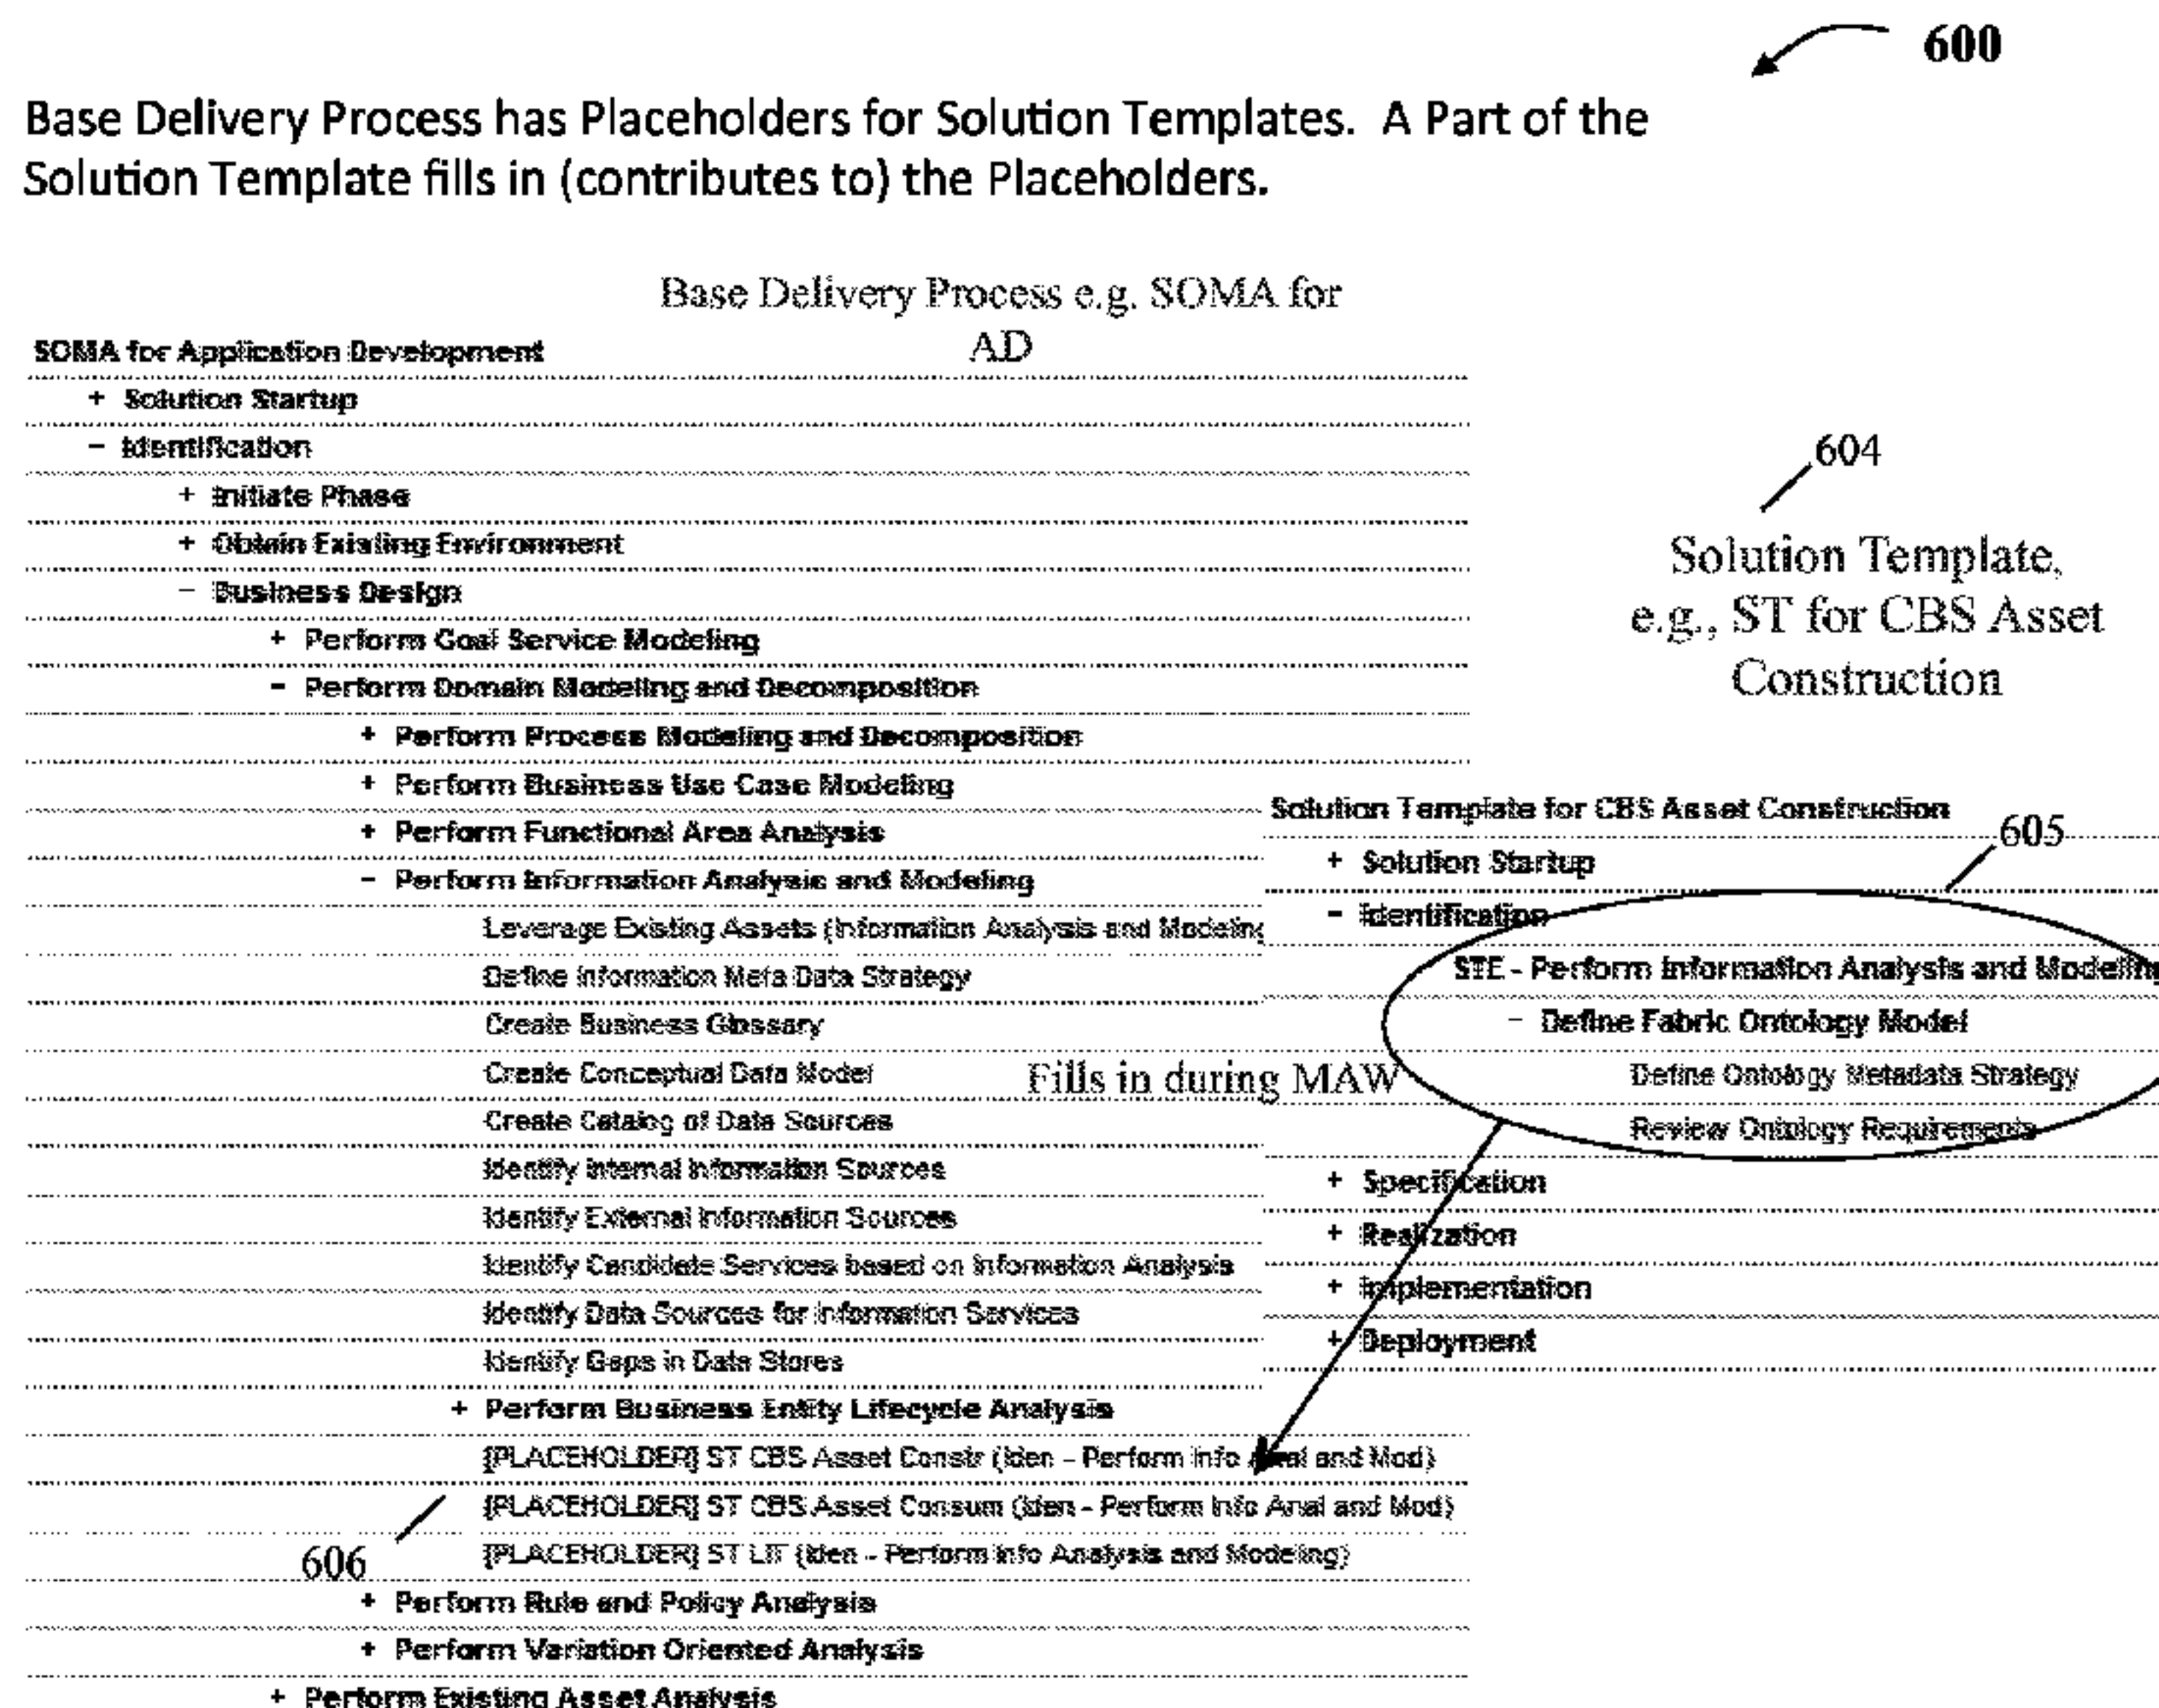 600
Base Delivery Process has Placeholders for Solution Templates. A Part of the
Solution Template fills in (contributes to) the Placeholders.
Base Delivery Process e.g. SOMA for
AD
SOMA for Application Development
+ Solution Startup
– Identification
+ Initiate Phase
+ Obtain Existing Environment
– Business Design
+ Perform Goal Service Modeling
– Perform Domain Modeling and Decomposition
+ Perform Process Modeling and Decomposition
+ Perform Business Use Case Modeling
+ Perform Functional Area Analysis
– Perform Information Analysis and Modeling
Leverage Existing Assets (Information Analysis and Modeling
Define Information Meta Data Strategy
Create Business Glossary
Create Conceptual Data Model
Create Catalog of Data Sources
Identify Internal Information Sources
Identify External Information Sources
Identify Candidate Services based on Information Analysis
Identify Data Sources for Information Services
Identify Gaps in Data Stores
+ Perform Business Entity Lifecycle Analysis
[PLACEHOLDER] ST CBS Asset Constr (Iden – Perform Info Anal and Mod)
[PLACEHOLDER] ST CBS Asset Consum (Iden - Perform Info Anal and Mod)
[PLACEHOLDER] ST LIF (Iden - Perform Info Analysis and Modeling)
606
+ Perform Rule and Policy Analysis
+ Perform Variation Oriented Analysis
+ Perform Existing Asset Analysis
604
Solution Template,
e.g., ST for CBS Asset
Construction
Solution Template for CBS Asset Construction
605
+ Solution Startup
– Identification
STE - Perform Information Analysis and Modeling
– Define Fabric Ontology Model
Define Ontology Metadata Strategy
Review Ontology Requirements
Fills in during MAW
+ Specification
+ Realization
+ Implementation
+ Deployment